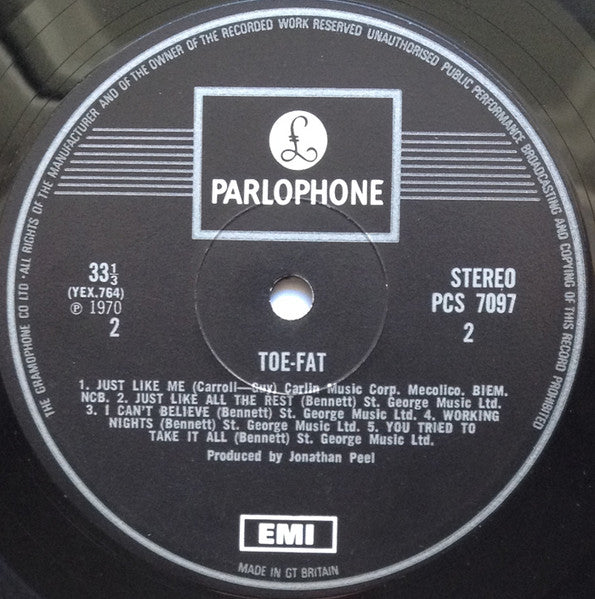 THE GRAMOPHONE CO LTD · ALL RIGHTS OF THE MANUFACTURER AND OF THE OWNER OF THE RECORDED WORK RESERVED UNAUTHORISED PUBLIC PERFORMANCE BROADCASTING AND COPYING OF THIS RECORD PROHIBITED
£
PARLOPHONE
33⅓
(YEX.764)
℗ 1970
2
STEREO
PCS 7097
2
TOE-FAT
1. JUST LIKE ME (Carroll—Guy) Carlin Music Corp. Mecolico. BIEM.
NCB. 2. JUST LIKE ALL THE REST (Bennett) St. George Music Ltd.
3. I CAN'T BELIEVE (Bennett) St. George Music Ltd. 4. WORKING
NIGHTS (Bennett) St. George Music Ltd. 5. YOU TRIED TO
TAKE IT ALL (Bennett) St. George Music Ltd.
Produced by Jonathan Peel
EMI
MADE IN GT BRITAIN